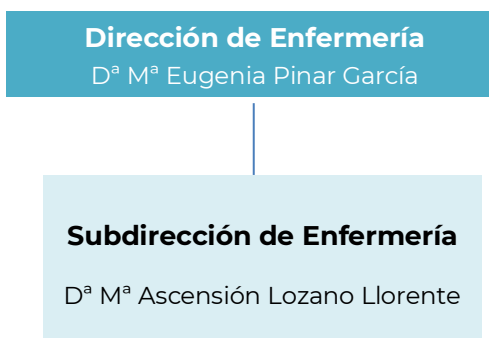 Dirección de Enfermería
Dª Mª Eugenia Pinar García
Subdirección de Enfermería
Dª Mª Ascensión Lozano Llorente